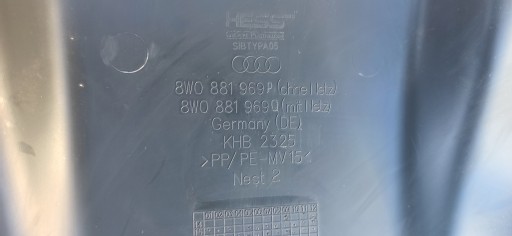 HESS
SIBTYPA05
8W0 881 969P (ohne Netz)
8W0 881 969Q (mit Netz)
Germany (DE)
KHB 2325
>PP/PE-MV15<
Nest 2